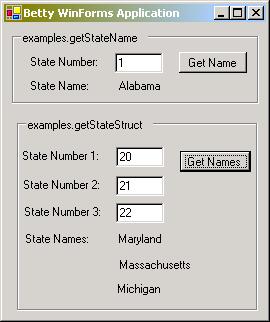 Betty WinForms Application
examples.getStateName
State Number: 1 Get Name
State Name: Alabama
examples.getStateStruct
State Number 1: 20 Get Names
State Number 2: 21
State Number 3: 22
State Names: Maryland
Massachusetts
Michigan